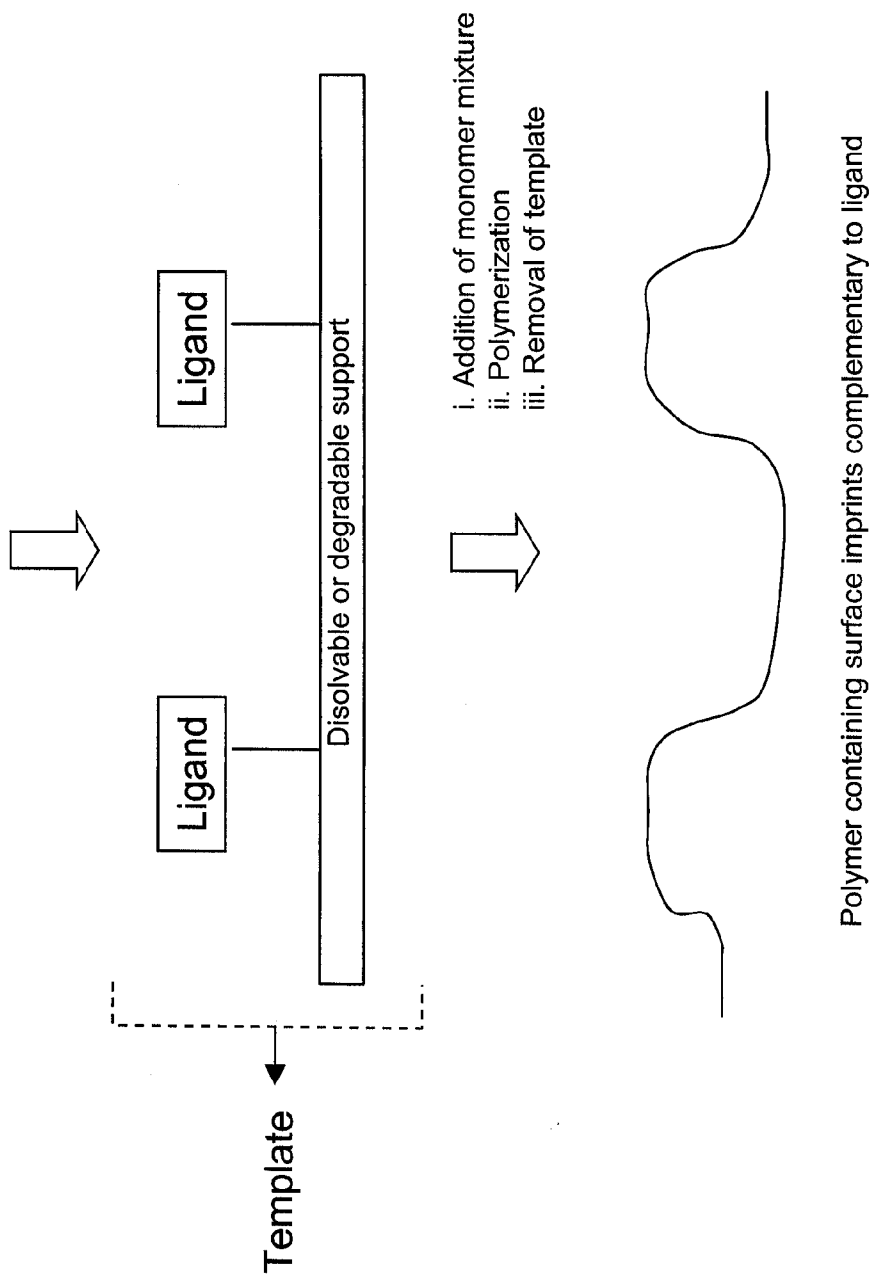 Ligand
Ligand
Disolvable or degradable support
Template
i. Addition of monomer mixture
ii. Polymerization
iii. Removal of template
Polymer containing surface imprints complementary to ligand